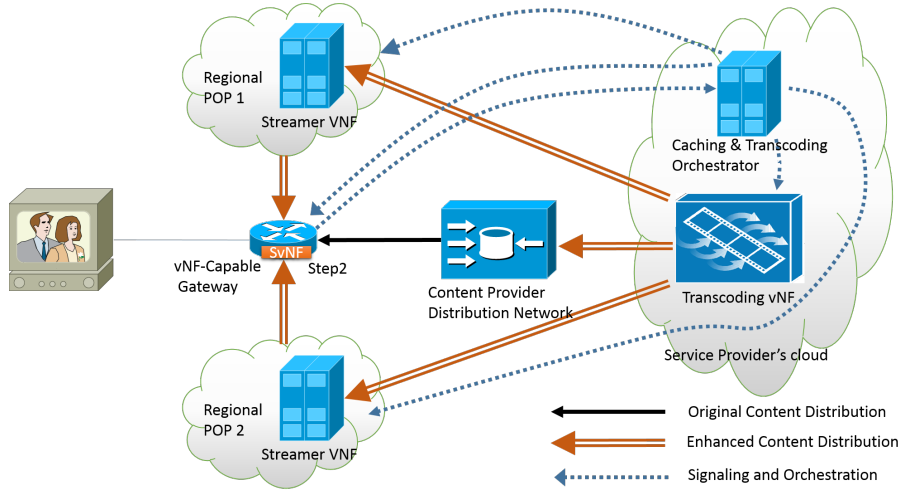 Regional
POP 1
Streamer VNF
Caching & Transcoding
Orchestrator
SvNF
vNF-Capable
Gateway
Step2
Content Provider
Distribution Network
Transcoding vNF
Service Provider's cloud
Regional
POP 2
Streamer VNF
Original Content Distribution
Enhanced Content Distribution
Signaling and Orchestration